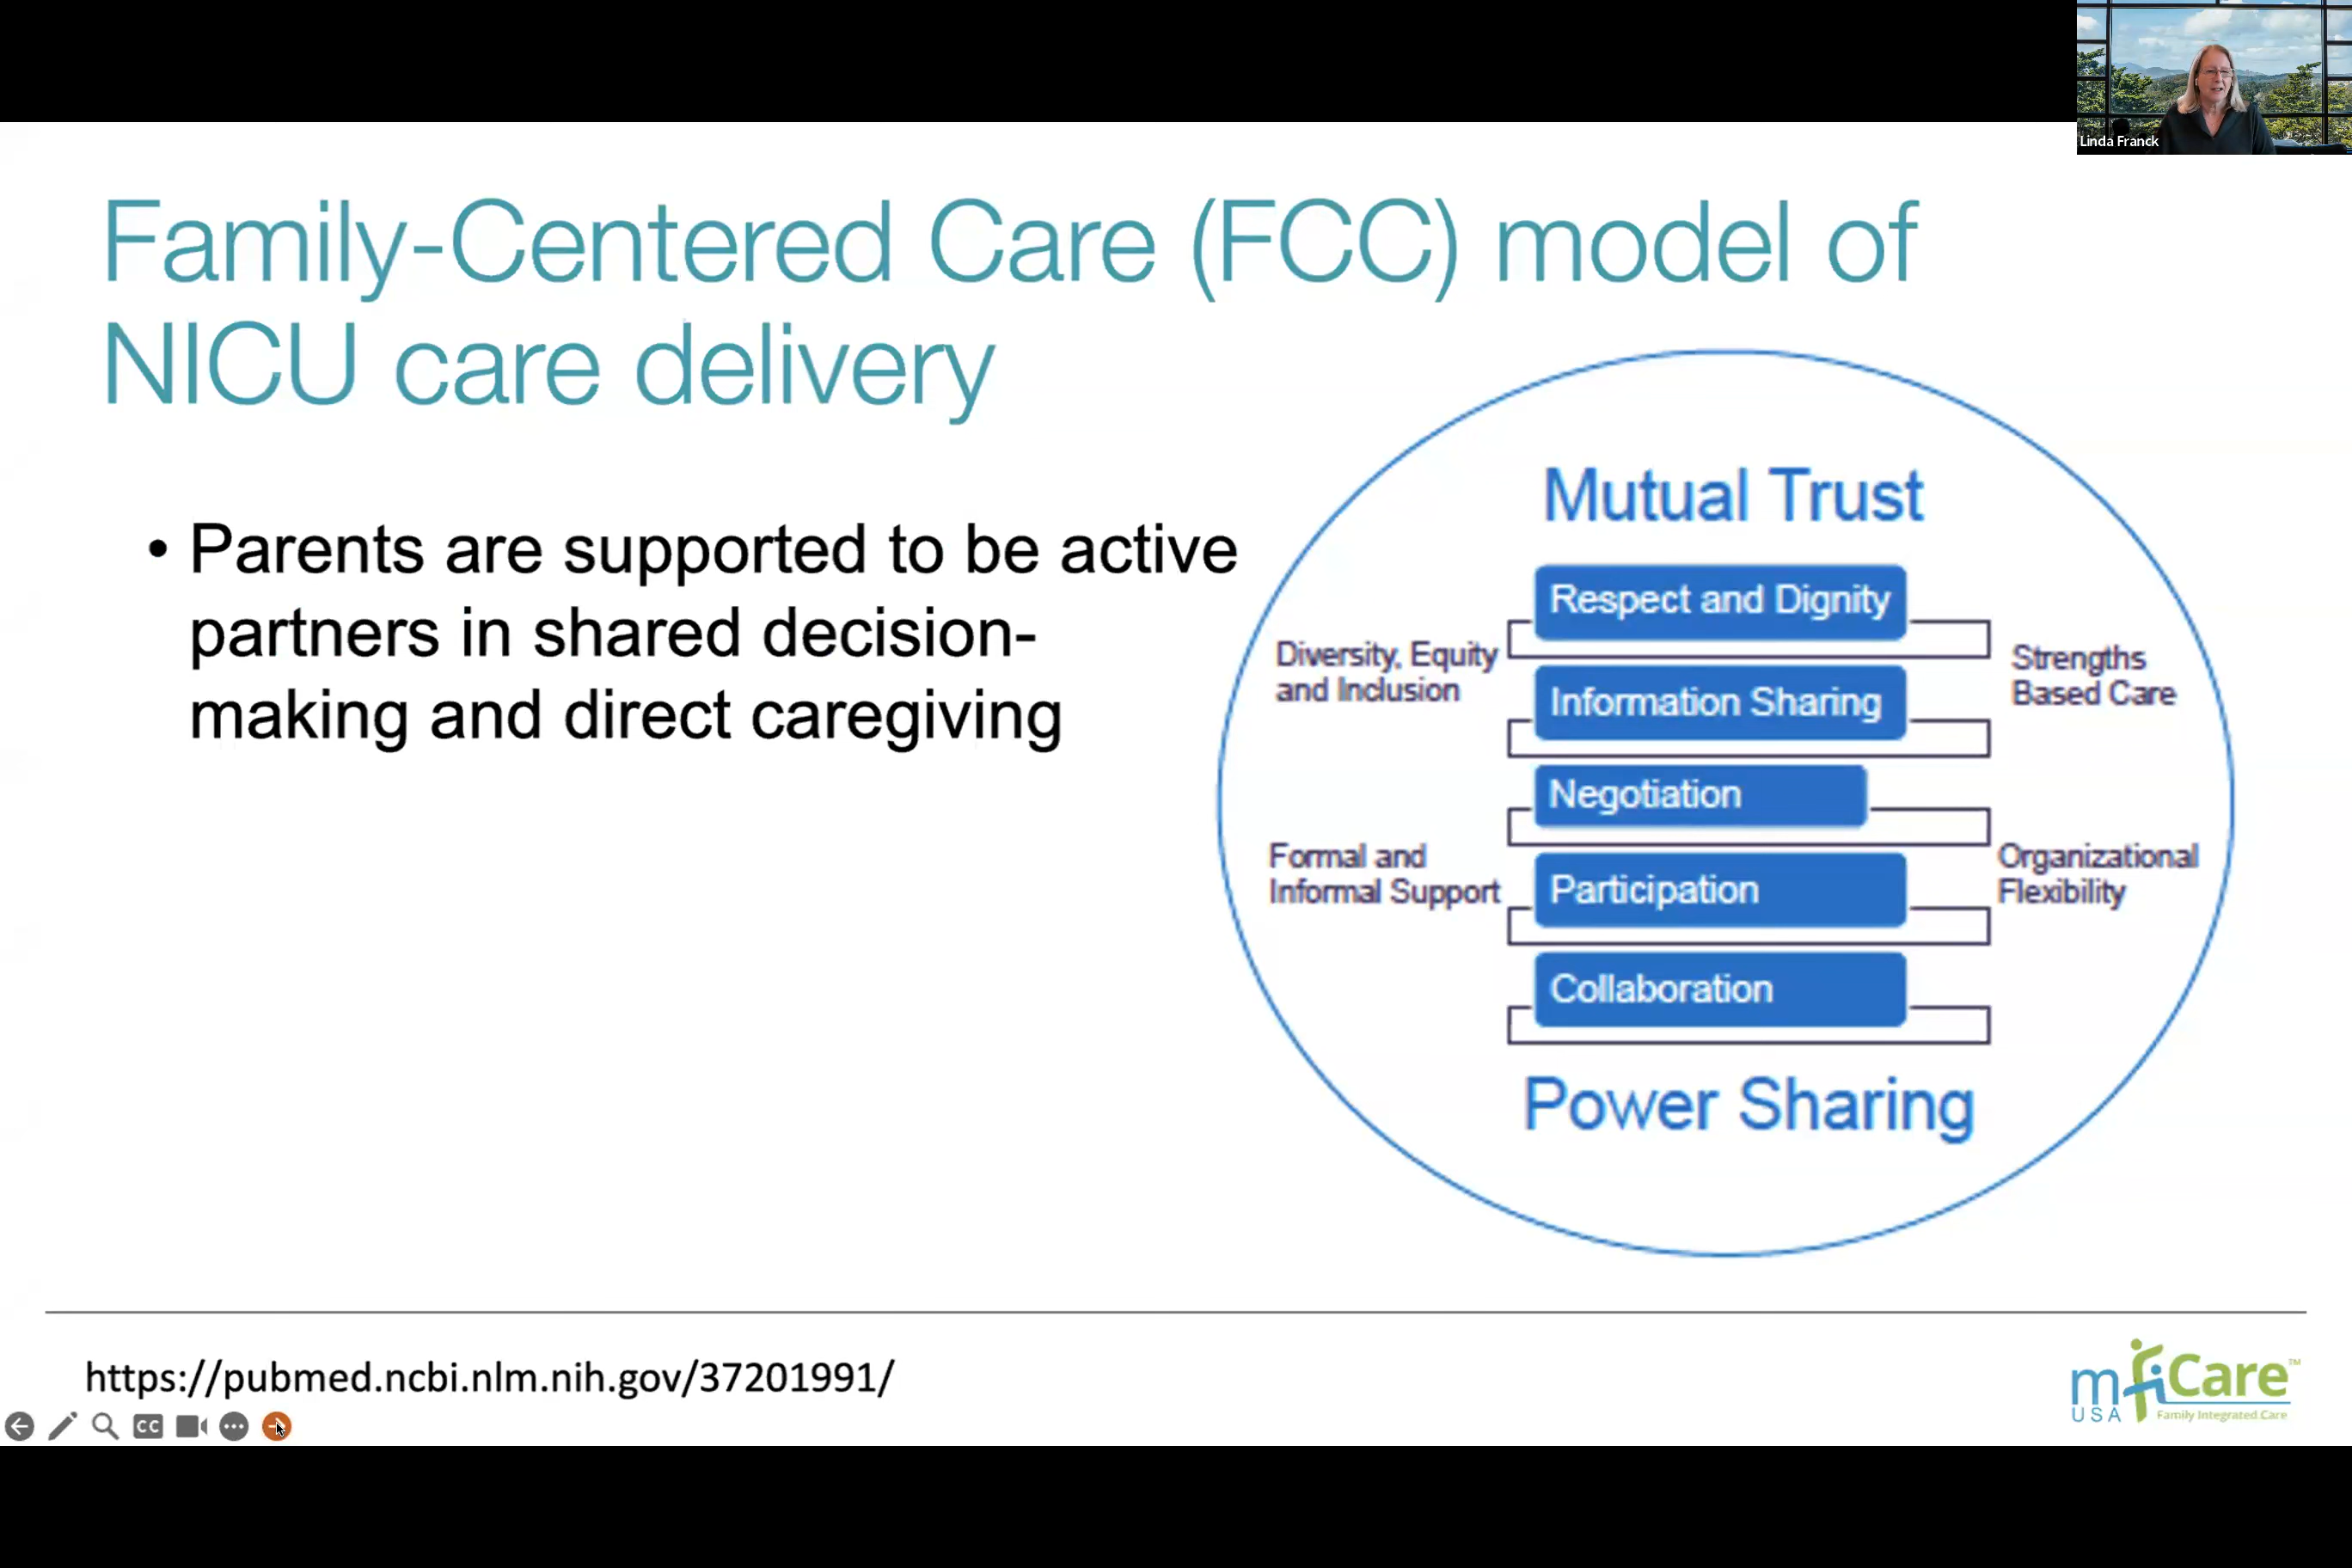 Linda Franck
Family-Centered Care (FCC) model of
NICU care delivery
• Parents are supported to be active
partners in shared decision-
making and direct caregiving
Mutual Trust
Respect and Dignity
Diversity, Equity
and Inclusion
Strengths
Based Care
Information Sharing
Negotiation
Formal and
Informal Support
Organizational
Flexibility
Participation
Collaboration
Power Sharing
https://pubmed.ncbi.nlm.nih.gov/37201991/
mfiCare™
USA
Family Integrated Care
CC